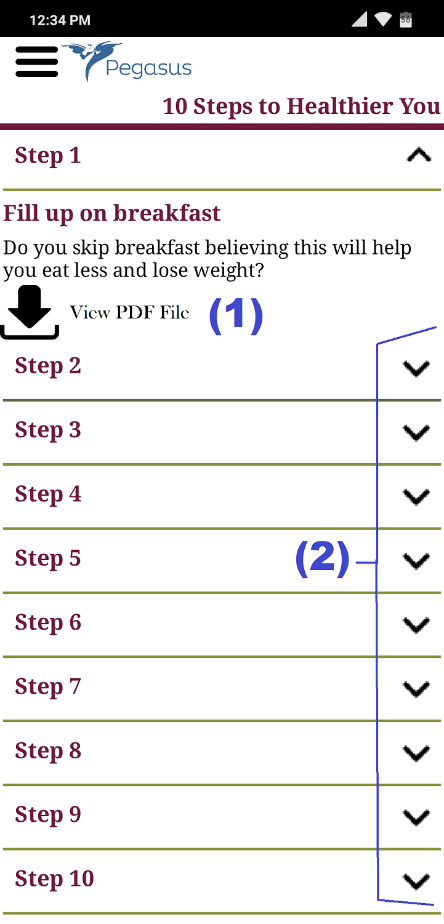 12:34 PM
Pegasus
10 Steps to Healthier You
Step 1
Fill up on breakfast
Do you skip breakfast believing this will help
you eat less and lose weight?
View PDF File (1)
Step 2
Step 3
Step 4
(2)
Step 5
Step 6
Step 7
Step 8
Step 9
Step 10